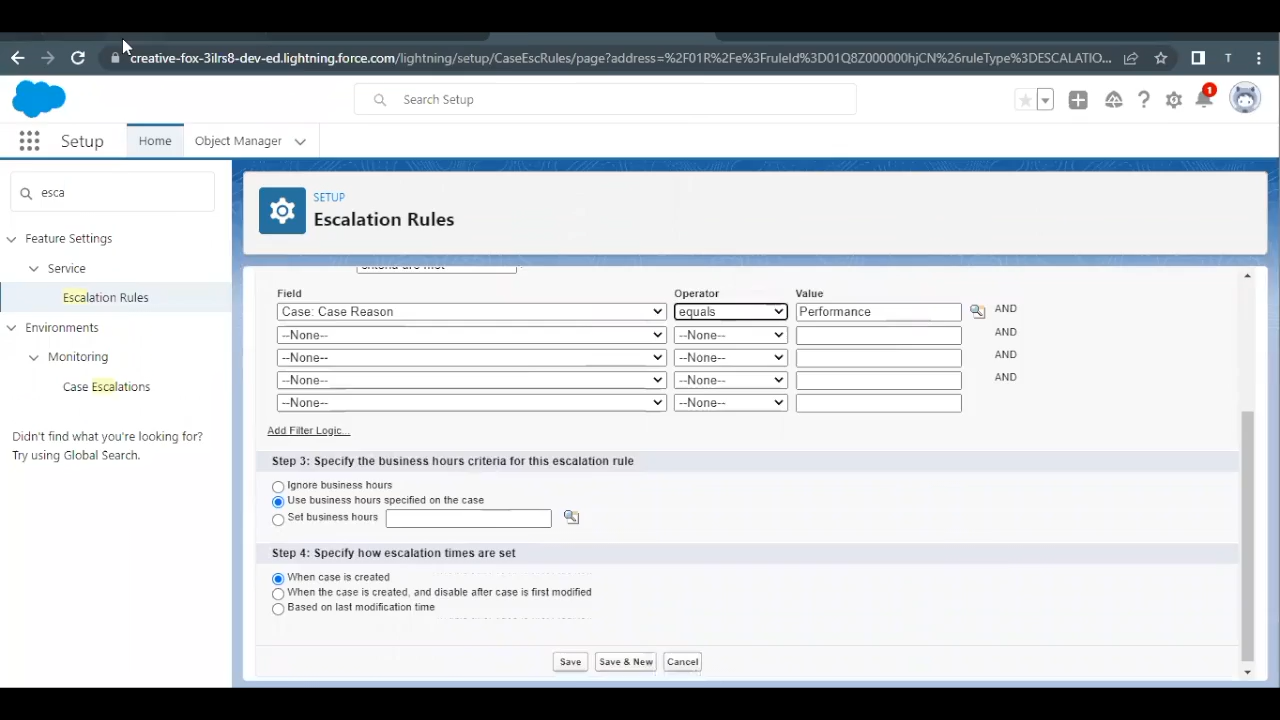 creative-fox-3ilrs8-dev-ed.lightning.force.com/lightning/setup/CaseEscRules/page?address=%2F01R%2Fe%3FruleId%3D01Q8Z000000hjCN%26ruleType%3DESCALATIO...
T
Search Setup
1
Setup
Home
Object Manager
esca
Feature Settings
Service
Escalation Rules
Environments
Monitoring
Case Escalations
Didn't find what you're looking for?
Try using Global Search.
SETUP
Escalation Rules
criteria are met
Field Operator Value
Case: Case Reason equals Performance AND
--None-- --None-- AND
--None-- --None-- AND
--None-- --None-- AND
--None-- --None--
Add Filter Logic...
Step 3: Specify the business hours criteria for this escalation rule
Ignore business hours
Use business hours specified on the case
Set business hours
Step 4: Specify how escalation times are set
When case is created
When the case is created, and disable after case is first modified
Based on last modification time
Save Save & New Cancel